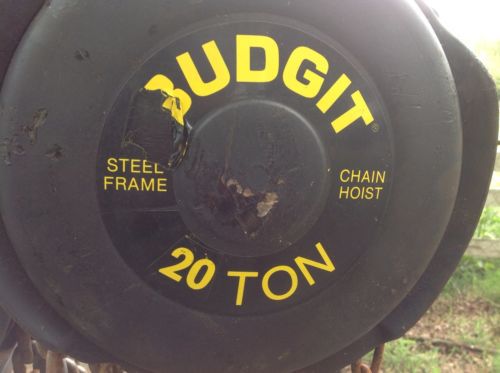 BUDGIT®
STEEL
FRAME
CHAIN
HOIST
20 TON